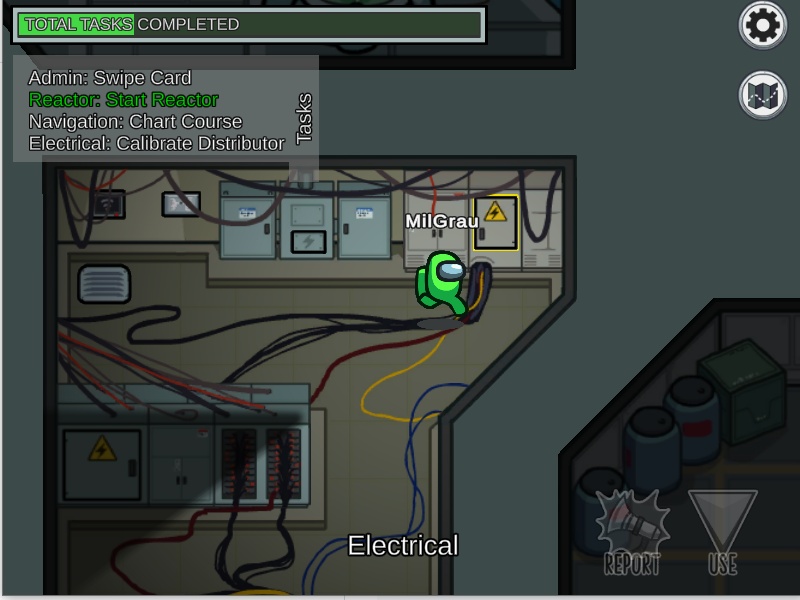 TOTAL TASKS COMPLETED
Admin: Swipe Card
Reactor: Start Reactor
Navigation: Chart Course
Electrical: Calibrate Distributor
Tasks
MilGrau
Electrical
REPORT
USE